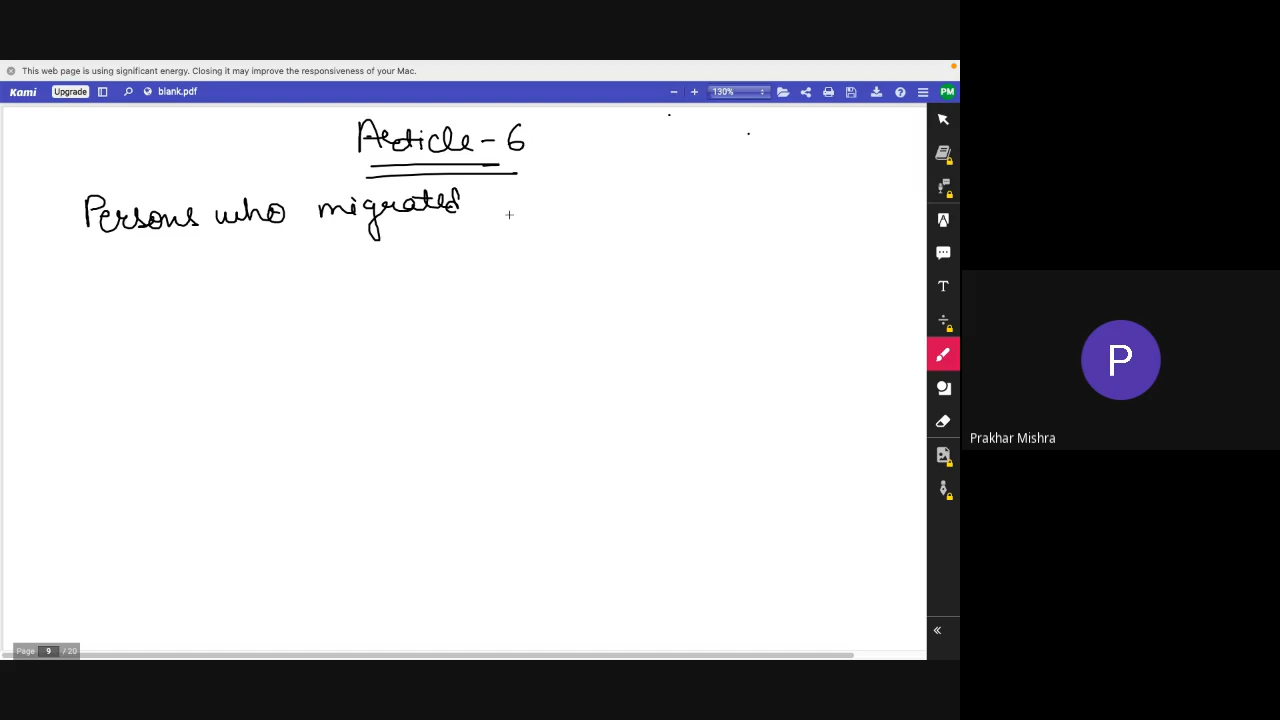 This web page is using significant energy. Closing it may improve the responsiveness of your Mac.
Kami Upgrade blank.pdf 130% PM
Article - 6
Persons who migrated
T
P
Prakhar Mishra
Page 9 / 20